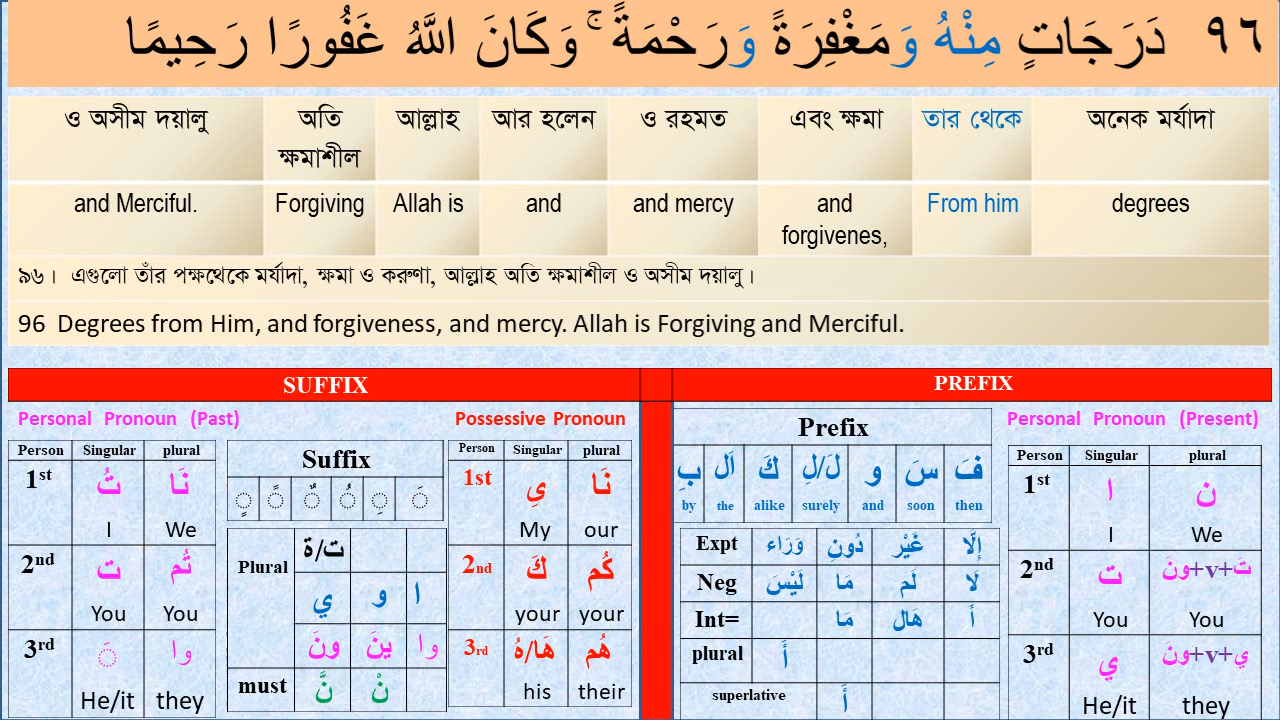 ٩٦ دَرَجَاتٍ مِنْهُ وَمَغْفِرَةً وَرَحْمَةً ۚ وَكَانَ اللَّهُ غَفُورًا رَحِيمًا
ও অসীম দয়ালু অতি ক্ষমাশীল আল্লাহ আর হলেন ও রহমত এবং ক্ষমা তার থেকে অনেক মর্যাদা
and Merciful. Forgiving Allah is and and mercy and forgivenes, From him degrees
৯৬। এগুলো তাঁর পক্ষথেকে মর্যাদা, ক্ষমা ও করুণা, আল্লাহ অতি ক্ষমাশীল ও অসীম দয়ালু।
96 Degrees from Him, and forgiveness, and mercy. Allah is Forgiving and Merciful.
SUFFIX
Personal Pronoun (Past)
Person Singular plural
1st تُ نَا
I We
2nd ت تُم
You You
3rd َ وا
He/it they
Suffix
ٍ ِ ٌ ُ ٍ َ
Plural ت/ة
ي و ا
ونَ ينَ وا
must نَّ نْ
Possessive Pronoun
Person Singular plural
1st ى نَا
My our
2nd كَ كُم
your your
3rd هَا/هُ هُم
his their
PREFIX
Prefix
بِ اَل كَ لَ/لِ و سَ فَ
by the alike surely and soon then
Expt وَرَاء دُونِ غَيْر إِلَّا
Neg لَيْسَ مَا لَم لَا
Int= مَا هَال أَ
plural أَ
superlative أَ
Personal Pronoun (Present)
Person Singular plural
1st ا ن
I We
2nd ت ت+v+ونَ
You You
3rd ي ي+v+ونَ
He/it they